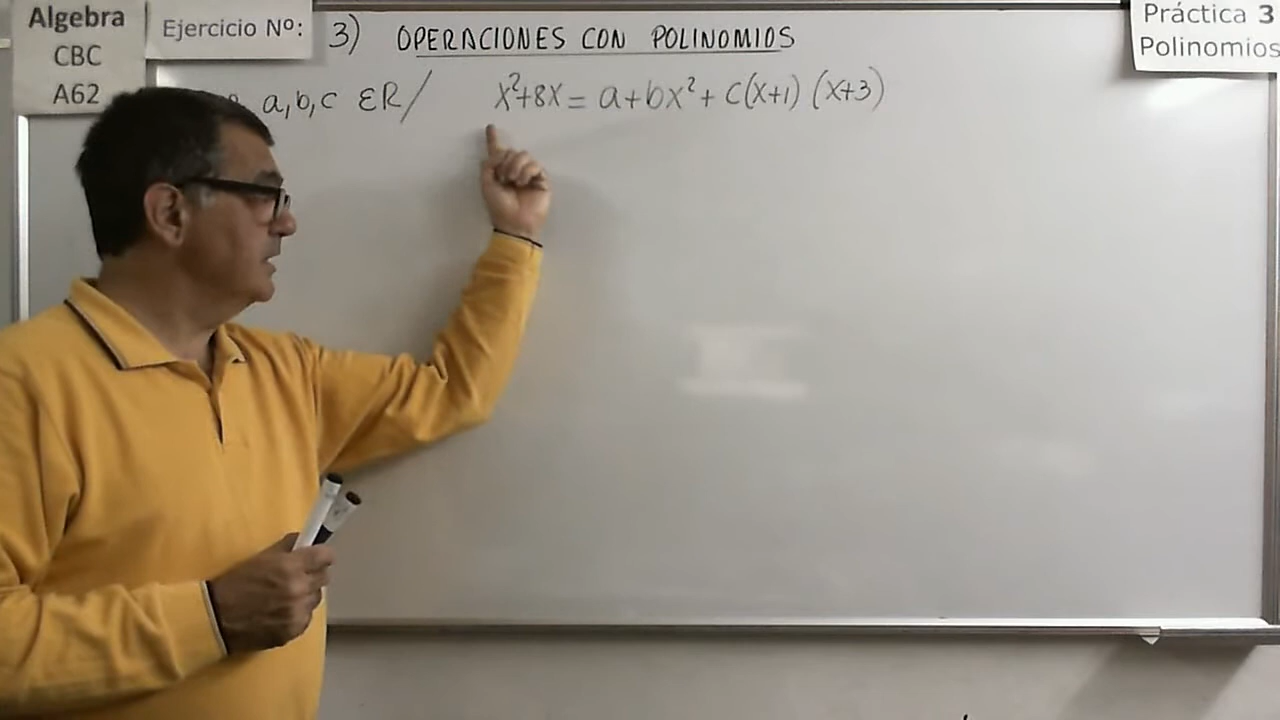 Algebra
CBC
A62
Ejercicio Nº: 3) OPERACIONES CON POLINOMIOS
Práctica 3
Polinomios
a,b,c ∈R/ x²+8x = a+bx²+ c(x+1) (x+3)